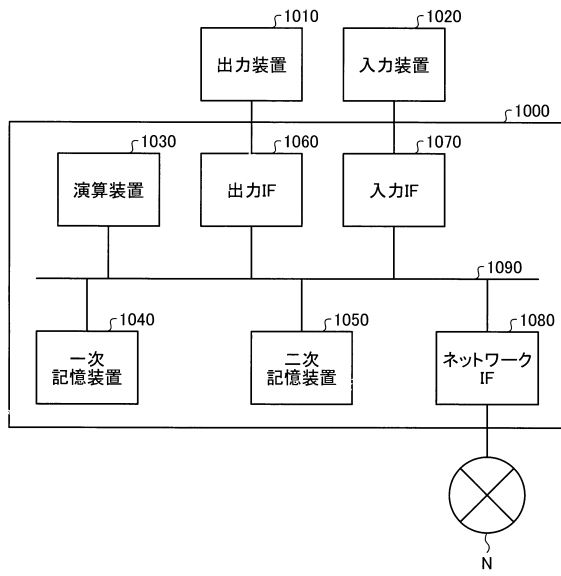 1010
出力装置
1020
入力装置
1000
1030
演算装置
1060
出力IF
1070
入力IF
1090
1040
一次
記憶装置
1050
二次
記憶装置
1080
ネットワーク
IF
N